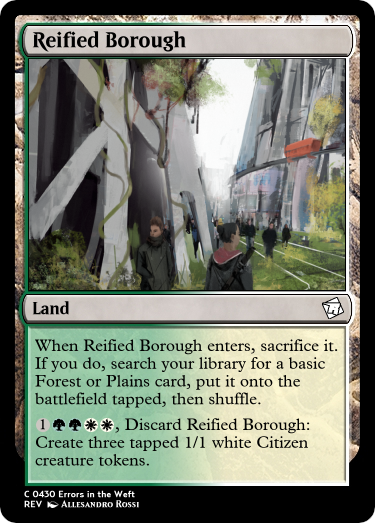 Reified Borough
Land
When Reified Borough enters, sacrifice it.
If you do, search your library for a basic
Forest or Plains card, put it onto the
battlefield tapped, then shuffle.
1, Discard Reified Borough:
Create three tapped 1/1 white Citizen
creature tokens.
C 0430 Errors in the Weft
REV Allesandro Rossi